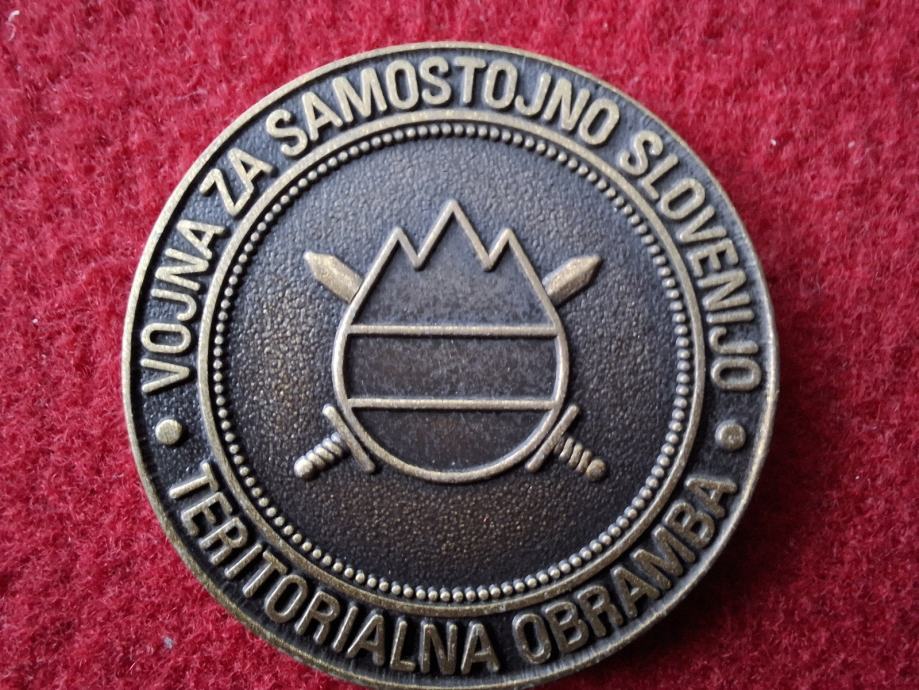 VOJNA ZA SAMOSTOJNO SLOVENIJO
TERITORIALNA OBRAMBA